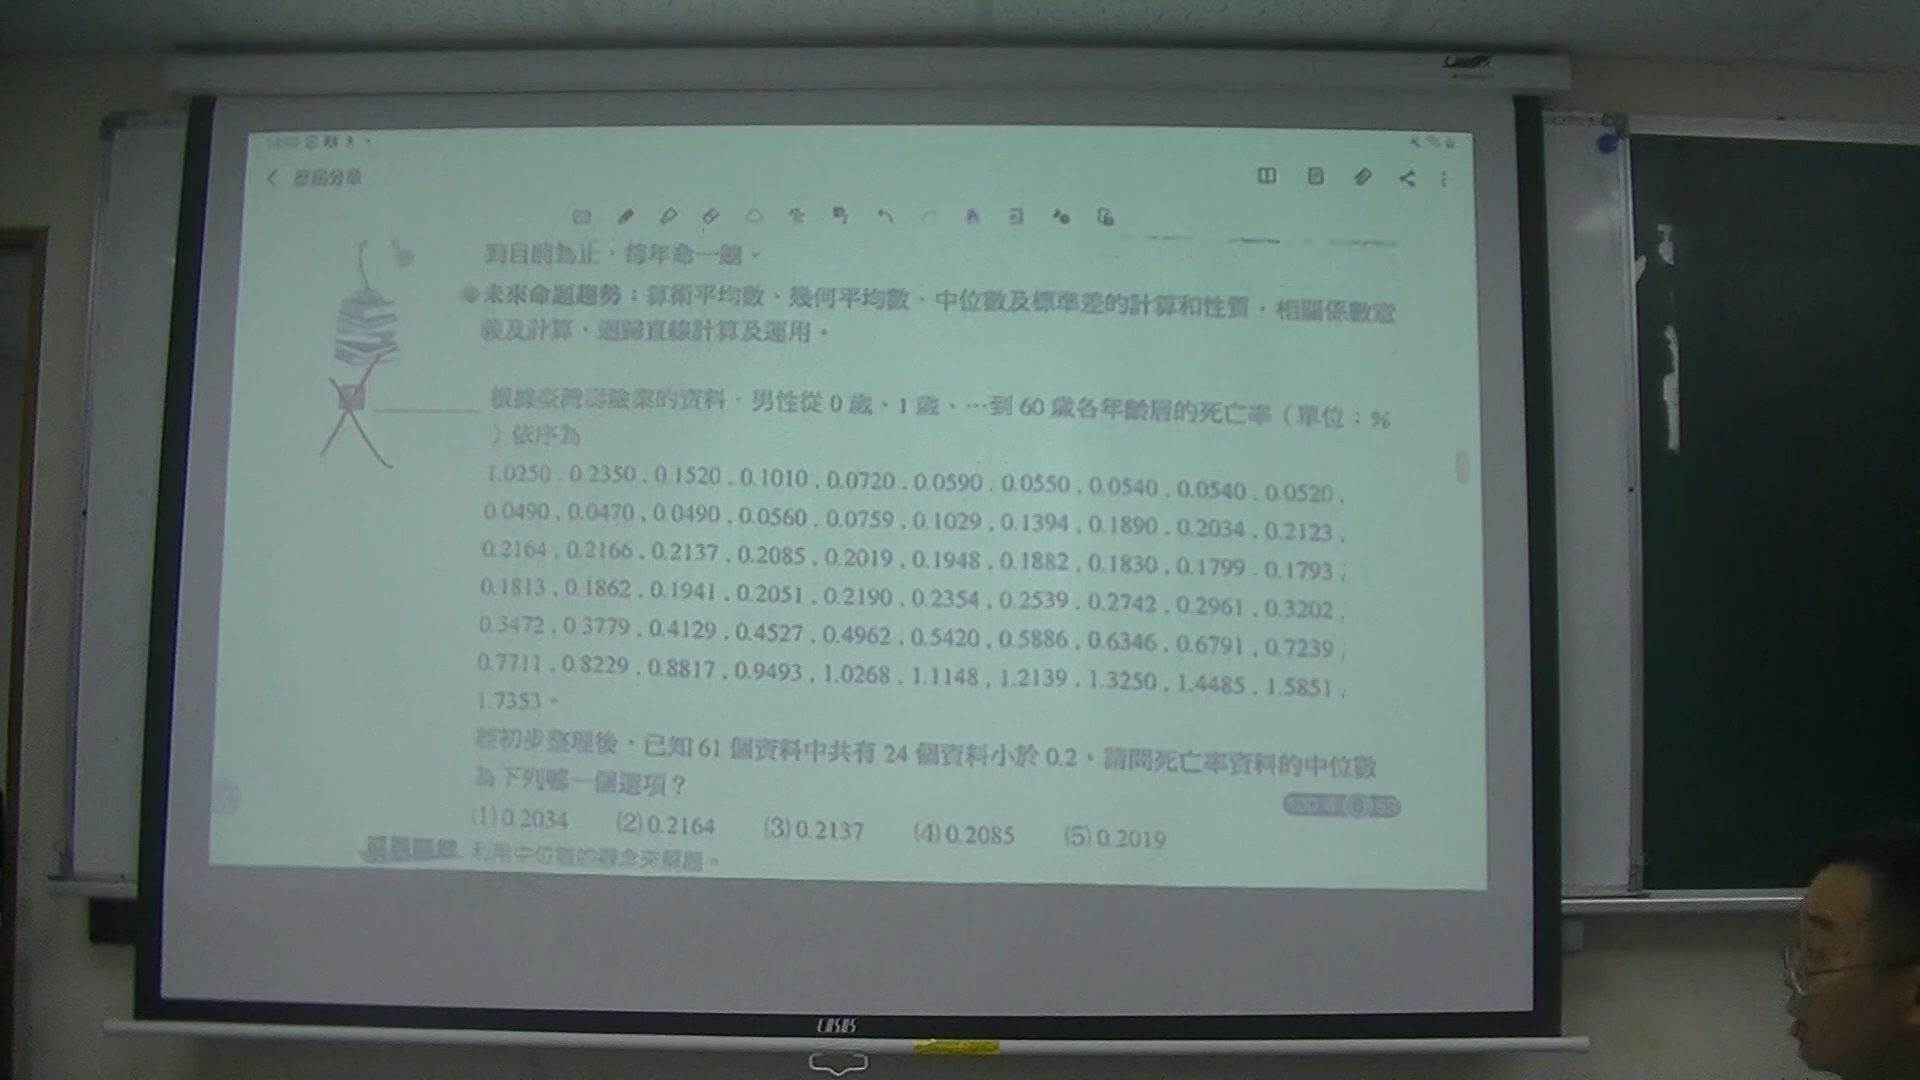 歷屆分章
到目前為止，每年命一題。
未來命題趨勢：算術平均數、幾何平均數、中位數及標準差的計算和性質，相關係數意
義及計算，迴歸直線計算及運用。
根據臺灣壽險業的資料，男性從 0 歲、1 歲、…到 60 歲各年齡層的死亡率（單位：%
）依序為
1.0250 , 0.2350 , 0.1520 , 0.1010 , 0.0720 , 0.0590 , 0.0550 , 0.0540 , 0.0540 , 0.0520 ,
0.0490 , 0.0470 , 0.0490 , 0.0560 , 0.0759 , 0.1029 , 0.1394 , 0.1890 , 0.2034 , 0.2123 ,
0.2164 , 0.2166 , 0.2137 , 0.2085 , 0.2019 , 0.1948 , 0.1882 , 0.1830 , 0.1799 , 0.1793 ,
0.1813 , 0.1862 , 0.1941 , 0.2051 , 0.2190 , 0.2354 , 0.2539 , 0.2742 , 0.2961 , 0.3202 ,
0.3472 , 0.3779 , 0.4129 , 0.4527 , 0.4962 , 0.5420 , 0.5886 , 0.6346 , 0.6791 , 0.7239 ,
0.7711 , 0.8229 , 0.8817 , 0.9493 , 1.0268 , 1.1148 , 1.2139 , 1.3250 , 1.4485 , 1.5851 ,
1.7353。
經初步整理後，已知 61 個資料中共有 24 個資料小於 0.2，請問死亡率資料的中位數
為下列哪一個選項？
(1) 0.2034 (2) 0.2164 (3) 0.2137 (4) 0.2085 (5) 0.2019
利用中位數的觀念來解題。